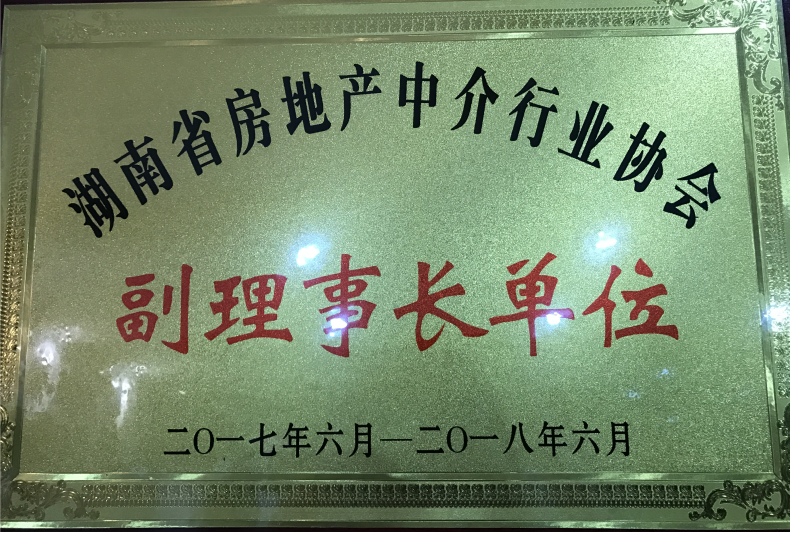 湖南省房地产中介行业协会
副理事长单位
二〇一七年六月—二〇一八年六月